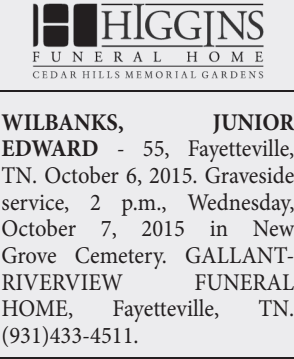 HIGGINS
FUNERAL HOME
CEDAR HILLS MEMORIAL GARDENS
WILBANKS, JUNIOR
EDWARD - 55, Fayetteville,
TN. October 6, 2015. Graveside
service, 2 p.m., Wednesday,
October 7, 2015 in New
Grove Cemetery. GALLANT-
RIVERVIEW FUNERAL
HOME, Fayetteville, TN.
(931)433-4511.